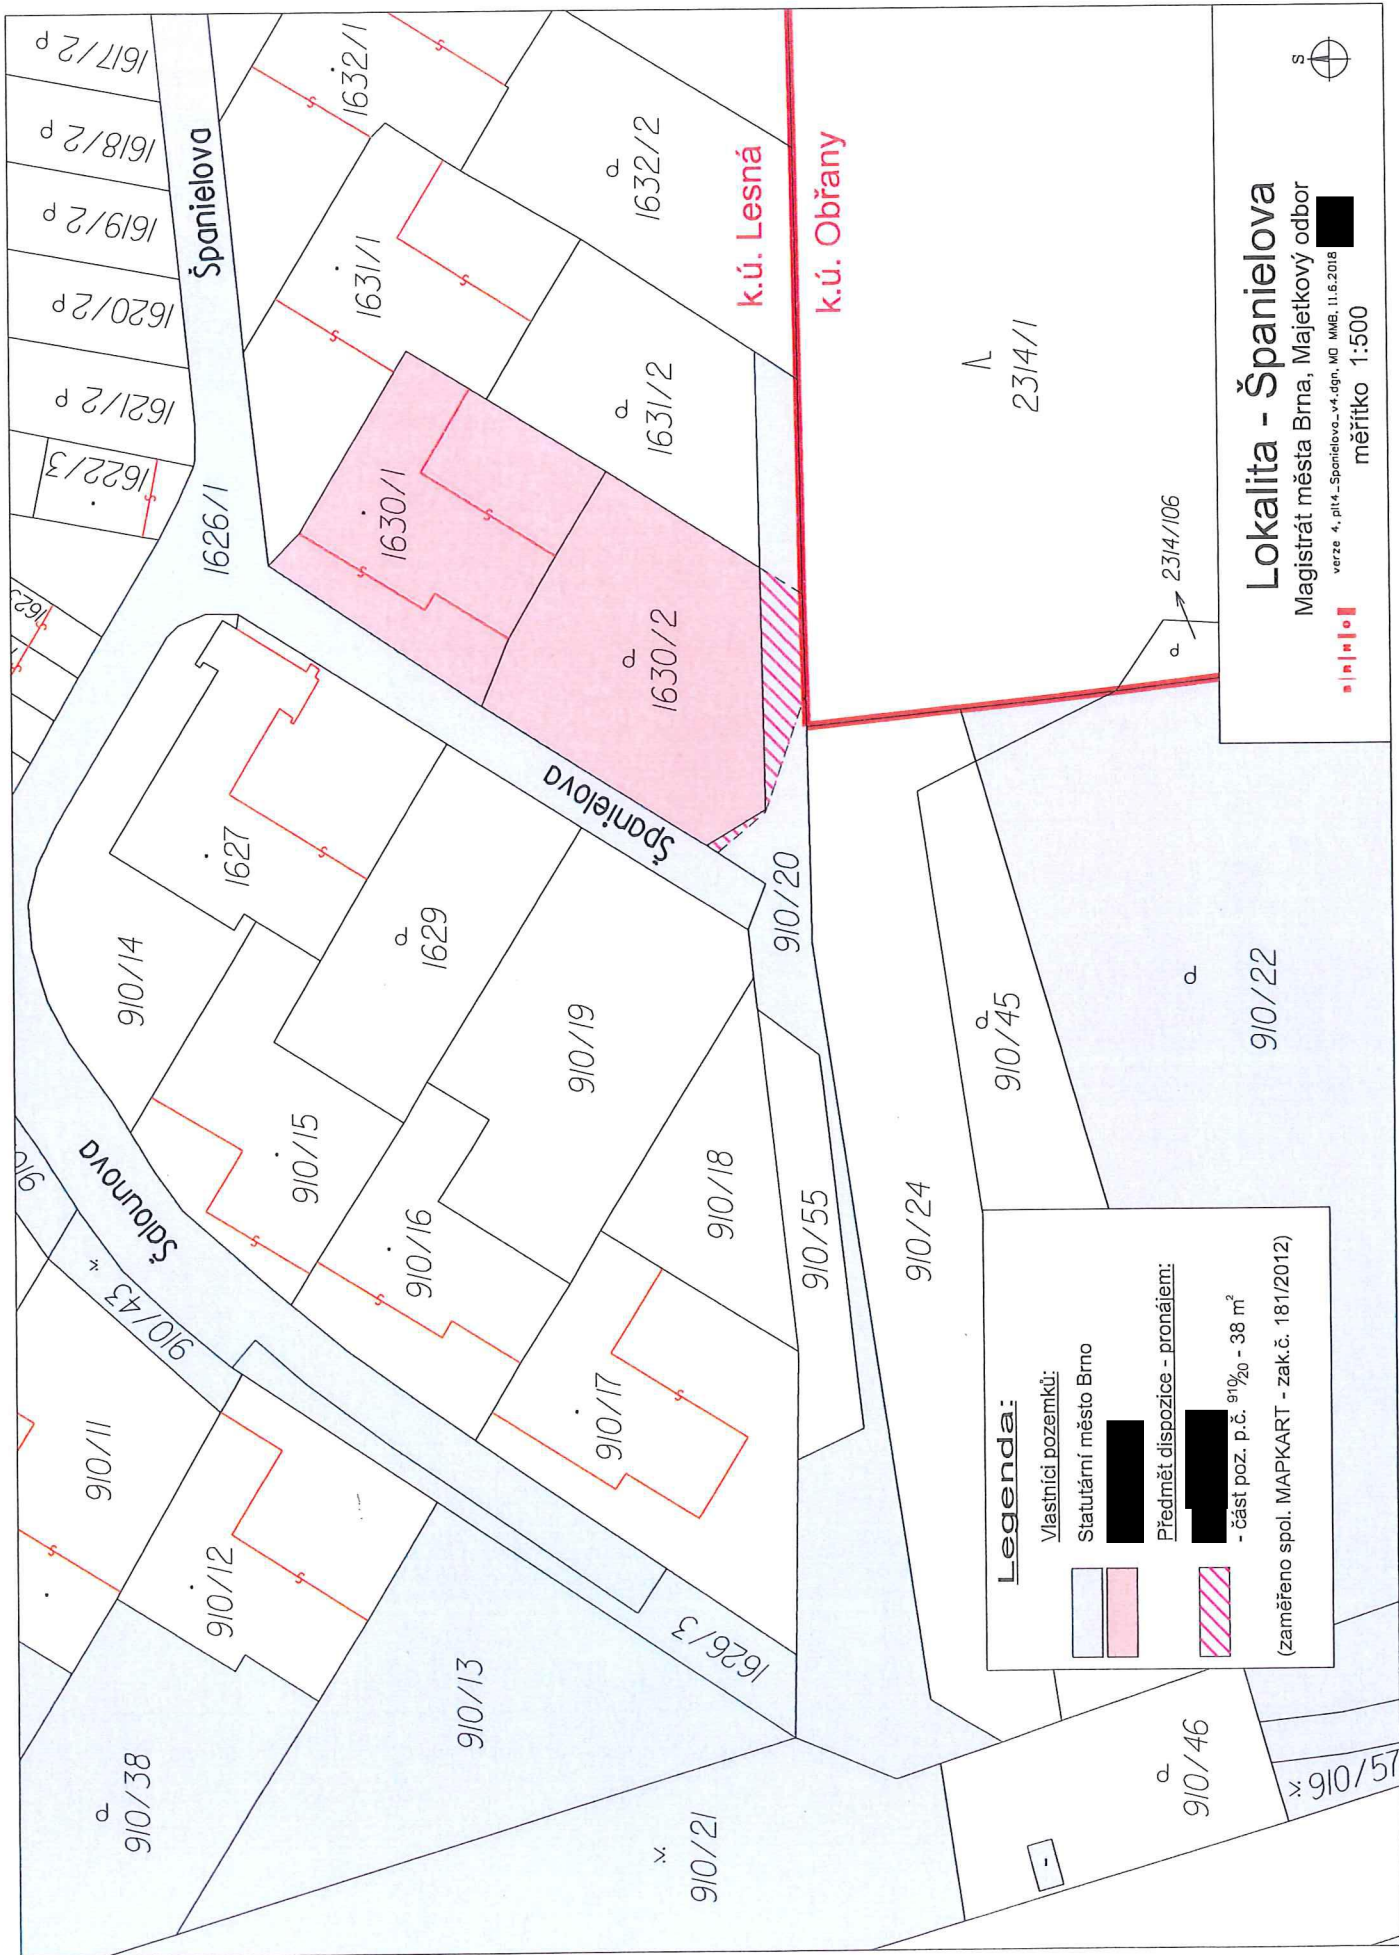 1617/2
1618/2
1619/2
1620/2
1621/2
1622/3
Španielova
1626/1
1632/1
1632/2
1631/1
1631/2
1630/1
1630/2
Španielova
k.ú. Lesná
k.ú. Obřany
2314/1
2314/106
1627
1629
910/14
910/15
910/16
910/17
910/18
910/19
910/20
910/55
910/24
910/45
910/22
Šalounova
910/43
910/11
910/12
910/13
1626/3
910/38
910/21
910/46
910/57
Legenda:
Vlastníci pozemků:
Statutární město Brno
Předmět dispozice - pronájem:
- část poz. p.č. 910/20 - 38 m²
(zaměřeno spol. MAPKART - zak.č. 181/2012)
Lokalita - Španielova
Magistrát města Brna, Majetkový odbor
verze 4, plt4_Spanielova_v4.dgn, MO MMB, 11.6.2018
měřítko 1:500
S